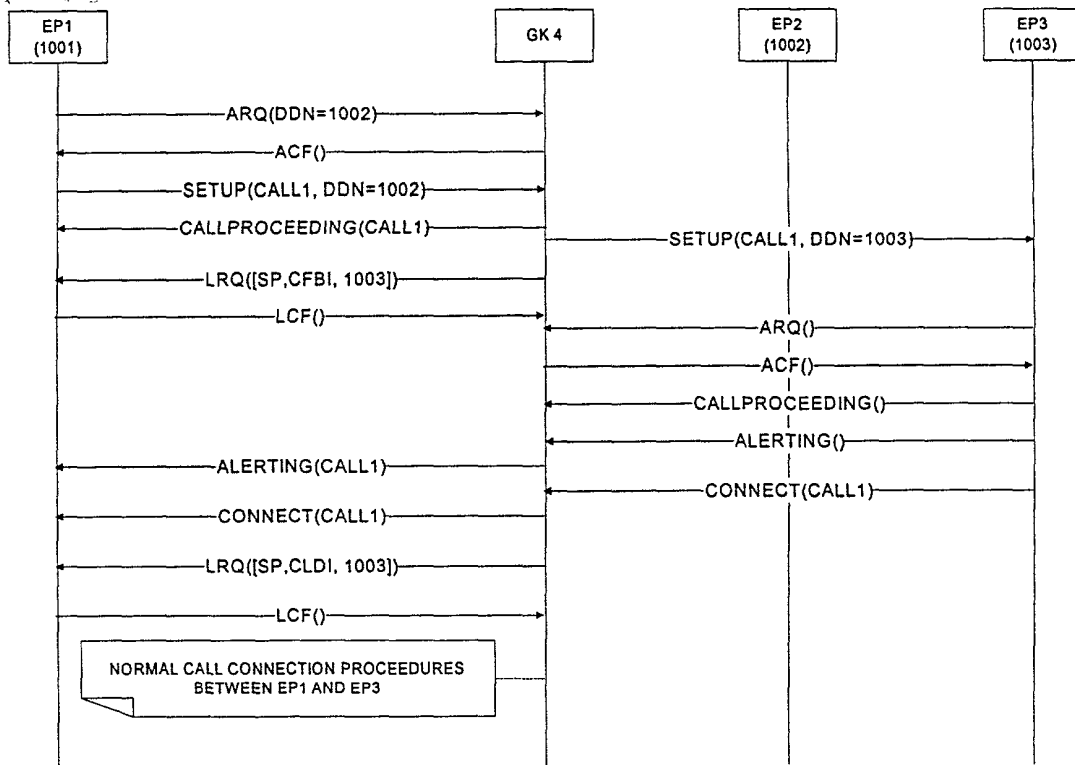 EP1
(1001)
GK 4
EP2
(1002)
EP3
(1003)
ARQ(DDN=1002)
ACF()
SETUP(CALL1, DDN=1002)
CALLPROCEEDING(CALL1)
SETUP(CALL1, DDN=1003)
LRQ([SP,CFBI, 1003])
LCF()
ARQ()
ACF()
CALLPROCEEDING()
ALERTING()
ALERTING(CALL1)
CONNECT(CALL1)
CONNECT(CALL1)
LRQ([SP,CLDI, 1003])
LCF()
NORMAL CALL CONNECTION PROCEEDURES
BETWEEN EP1 AND EP3